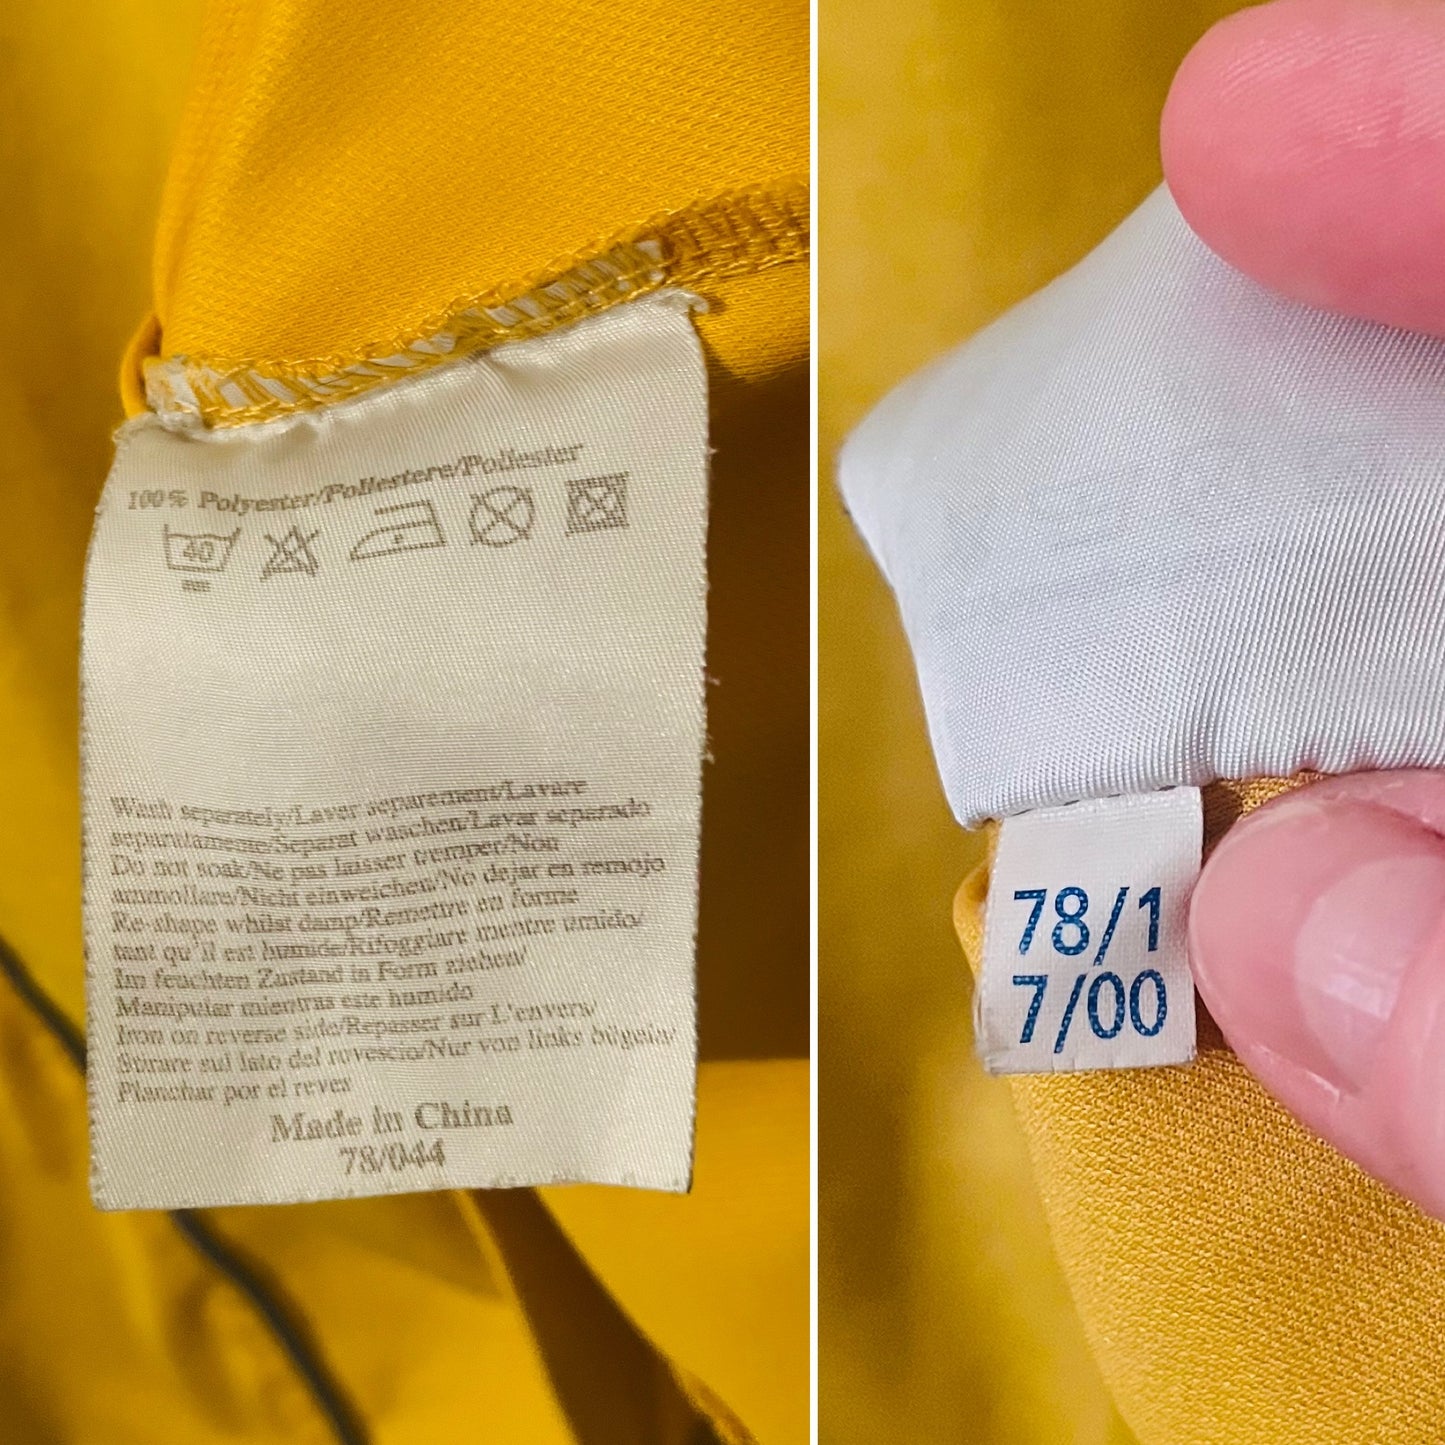 100% Polyester/Poliestere/Poliester
40
Wash separately/Laver separement/Lavare
separatamente/Separat waschen/Lavar separado
Do not soak/Ne pas laisser tremper/Non
ammollare/Nicht einweichen/No dejar en remojo
Re-shape whilst damp/Remettre en forme
tant qu'il est humide/Rifoggiare mentre umido/
Im feuchten Zustand in Form ziehen/
Manipular mientras este humedo
Iron on reverse side/Repasser sur L'envers/
Stirare sul lato del rovescio/Nur von links bügeln/
Planchar por el reves
Made in China
78/044
78/1
7/00